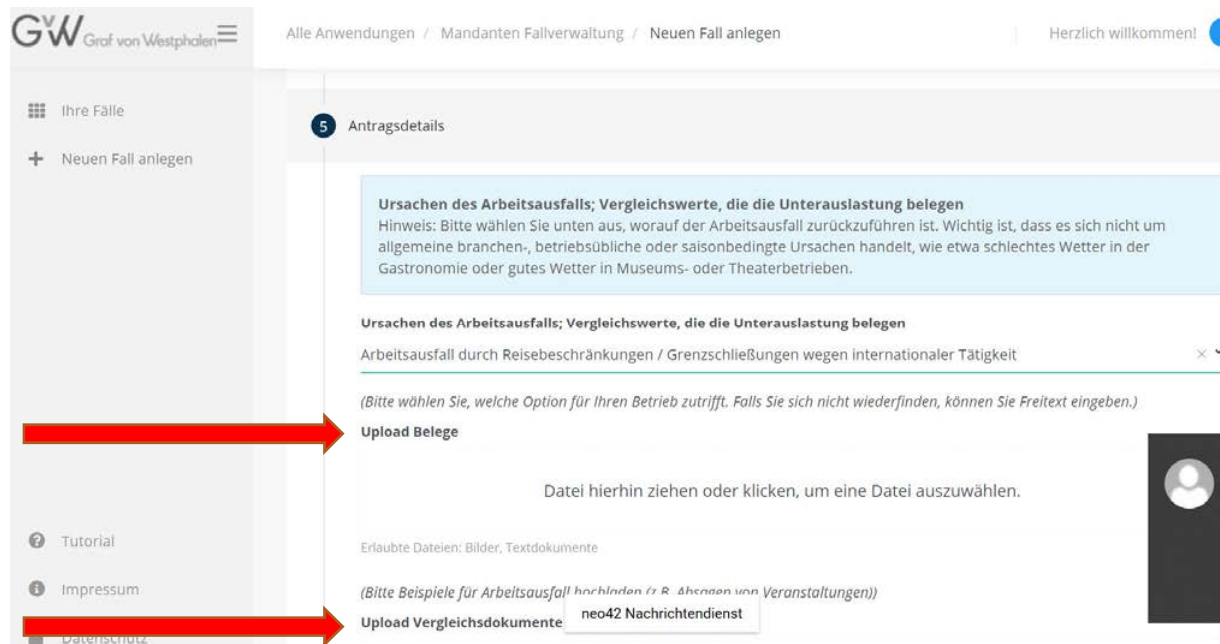 GvW Graf von Westphalen
Alle Anwendungen / Mandanten Fallverwaltung / Neuen Fall anlegen
Herzlich willkommen!
Ihre Fälle
Neuen Fall anlegen
5 Antragsdetails
Ursachen des Arbeitsausfalls; Vergleichswerte, die die Unterauslastung belegen
Hinweis: Bitte wählen Sie unten aus, worauf der Arbeitsausfall zurückzuführen ist. Wichtig ist, dass es sich nicht um
allgemeine branchen-, betriebsübliche oder saisonbedingte Ursachen handelt, wie etwa schlechtes Wetter in der
Gastronomie oder gutes Wetter in Museums- oder Theaterbetrieben.
Ursachen des Arbeitsausfalls; Vergleichswerte, die die Unterauslastung belegen
Arbeitsausfall durch Reisebeschränkungen / Grenzschließungen wegen internationaler Tätigkeit
(Bitte wählen Sie, welche Option für Ihren Betrieb zutrifft. Falls Sie sich nicht wiederfinden, können Sie Freitext eingeben.)
Upload Belege
Datei hierhin ziehen oder klicken, um eine Datei auszuwählen.
Erlaubte Dateien: Bilder, Textdokumente
(Bitte Beispiele für Arbeitsausfall hochladen (z.B. Absagen von Veranstaltungen))
Upload Vergleichsdokumente
neo42 Nachrichtendienst
Tutorial
Impressum
Datenschutz